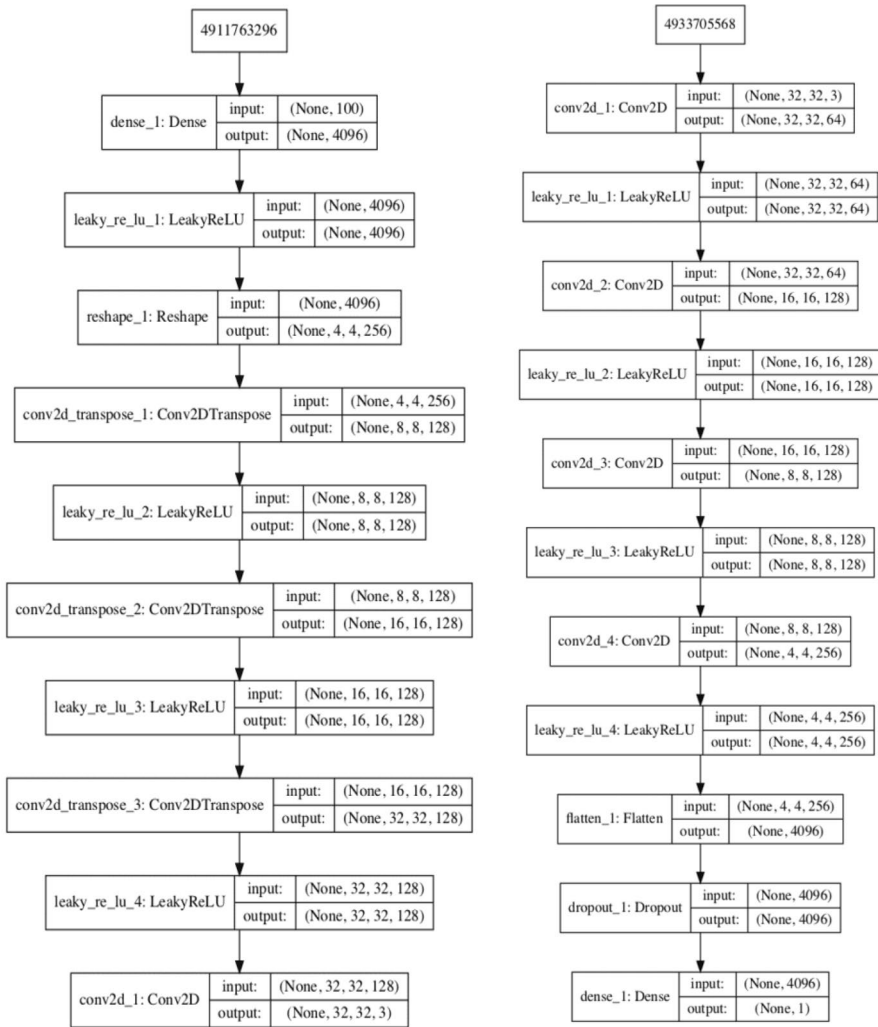 4911763296
dense_1: Dense
input:
(None, 100)
output:
(None, 4096)
leaky_re_lu_1: LeakyReLU
input:
(None, 4096)
output:
(None, 4096)
reshape_1: Reshape
input:
(None, 4096)
output:
(None, 4, 4, 256)
conv2d_transpose_1: Conv2DTranspose
input:
(None, 4, 4, 256)
output:
(None, 8, 8, 128)
leaky_re_lu_2: LeakyReLU
input:
(None, 8, 8, 128)
output:
(None, 8, 8, 128)
conv2d_transpose_2: Conv2DTranspose
input:
(None, 8, 8, 128)
output:
(None, 16, 16, 128)
leaky_re_lu_3: LeakyReLU
input:
(None, 16, 16, 128)
output:
(None, 16, 16, 128)
conv2d_transpose_3: Conv2DTranspose
input:
(None, 16, 16, 128)
output:
(None, 32, 32, 128)
leaky_re_lu_4: LeakyReLU
input:
(None, 32, 32, 128)
output:
(None, 32, 32, 128)
conv2d_1: Conv2D
input:
(None, 32, 32, 128)
output:
(None, 32, 32, 3)
4933705568
conv2d_1: Conv2D
input:
(None, 32, 32, 3)
output:
(None, 32, 32, 64)
leaky_re_lu_1: LeakyReLU
input:
(None, 32, 32, 64)
output:
(None, 32, 32, 64)
conv2d_2: Conv2D
input:
(None, 32, 32, 64)
output:
(None, 16, 16, 128)
leaky_re_lu_2: LeakyReLU
input:
(None, 16, 16, 128)
output:
(None, 16, 16, 128)
conv2d_3: Conv2D
input:
(None, 16, 16, 128)
output:
(None, 8, 8, 128)
leaky_re_lu_3: LeakyReLU
input:
(None, 8, 8, 128)
output:
(None, 8, 8, 128)
conv2d_4: Conv2D
input:
(None, 8, 8, 128)
output:
(None, 4, 4, 256)
leaky_re_lu_4: LeakyReLU
input:
(None, 4, 4, 256)
output:
(None, 4, 4, 256)
flatten_1: Flatten
input:
(None, 4, 4, 256)
output:
(None, 4096)
dropout_1: Dropout
input:
(None, 4096)
output:
(None, 4096)
dense_1: Dense
input:
(None, 4096)
output:
(None, 1)